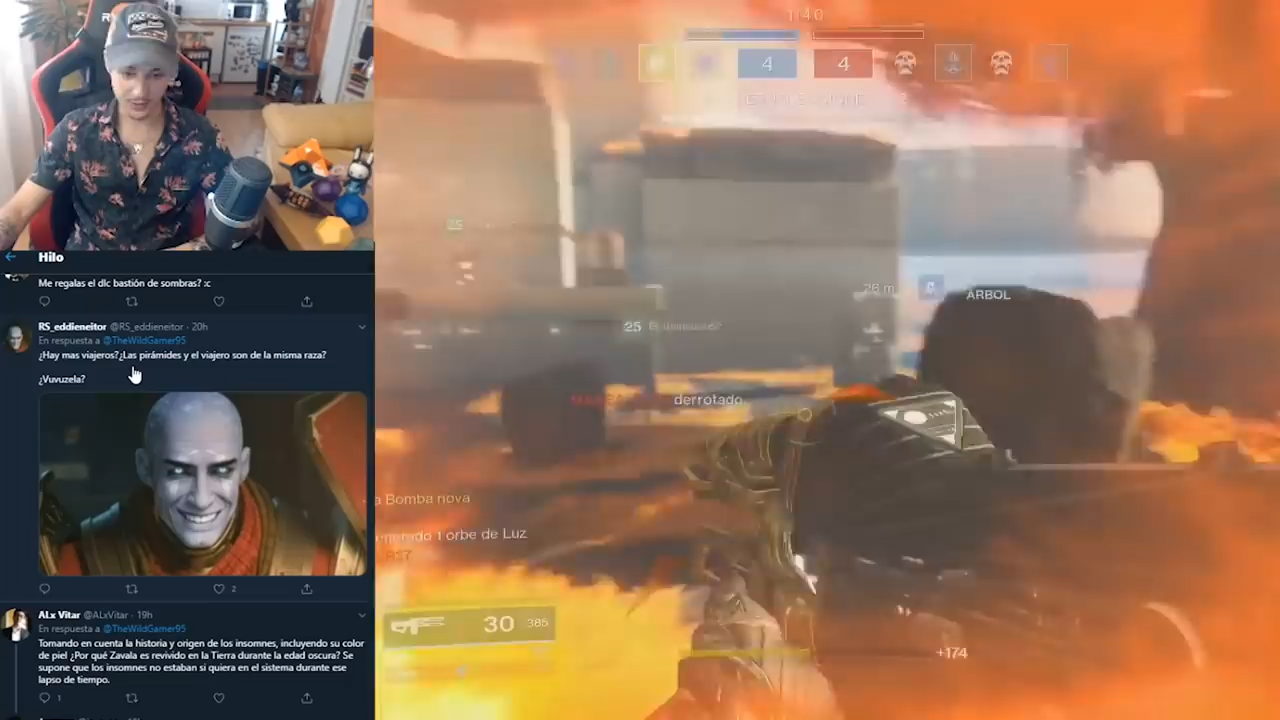 Hilo
Me regalas el dlc bastión de sombras? :c
RS_eddieneitor @RS_eddieneitor · 20h
En respuesta a @TheWildGamer95
¿Hay mas viajeros?¿Las pirámides y el viajero son de la misma raza?
¿Vuvuzela?
2
ALx Vitar @ALxVitar · 19h
En respuesta a @TheWildGamer95
Tomando en cuenta la historia y origen de los insomnes, incluyendo su color
de piel ¿Por qué Zavala es revivido en la Tierra durante la edad oscura? Se
supone que los insomnes no estaban si quiera en el sistema durante ese
lapso de tiempo.
1
1:40
4 4
25
26 m
ARBOL
25
derrotado.
a Bomba nova
1 orbe de Luz
30 385
+174